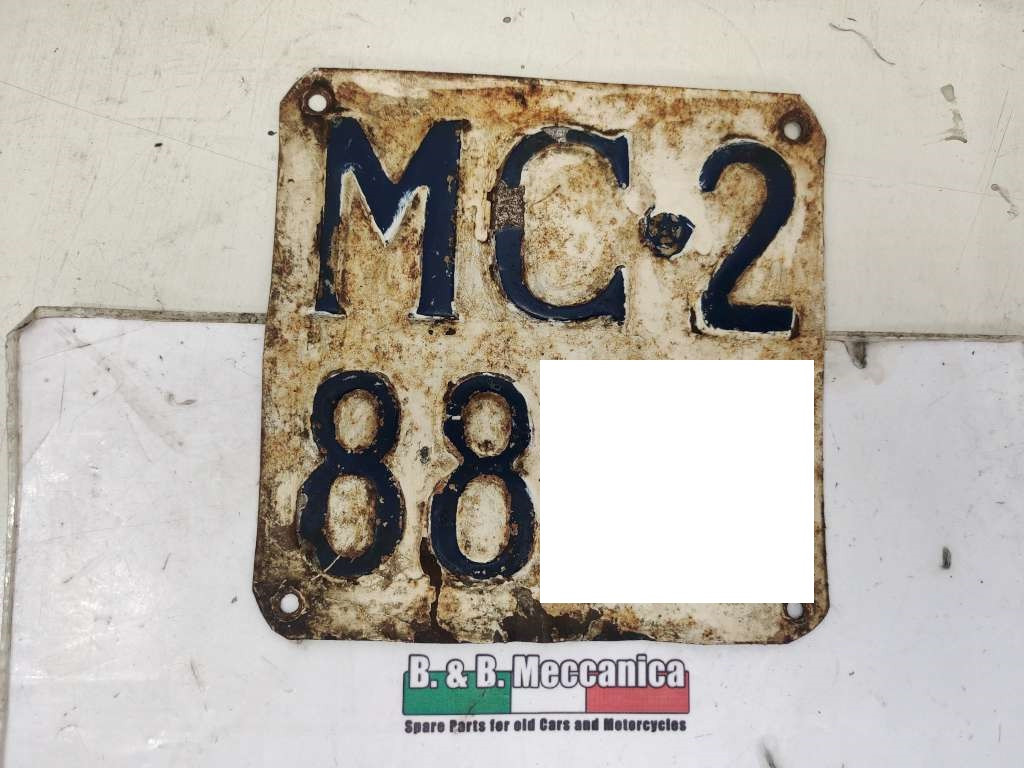 MC·2
88
B. & B. Meccanica
Spare Parts for old Cars and Motorcycles